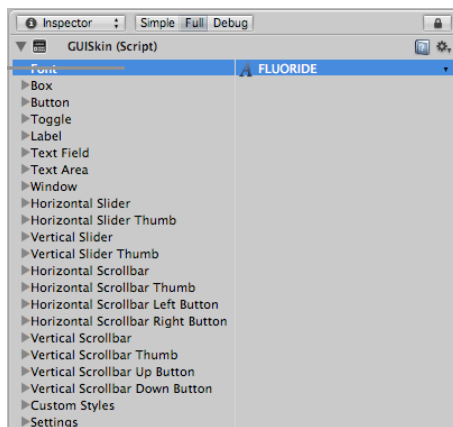 Inspector Simple Full Debug
GUISkin (Script)
Font FLUORIDE
Box
Button
Toggle
Label
Text Field
Text Area
Window
Horizontal Slider
Horizontal Slider Thumb
Vertical Slider
Vertical Slider Thumb
Horizontal Scrollbar
Horizontal Scrollbar Thumb
Horizontal Scrollbar Left Button
Horizontal Scrollbar Right Button
Vertical Scrollbar
Vertical Scrollbar Thumb
Vertical Scrollbar Up Button
Vertical Scrollbar Down Button
Custom Styles
Settings